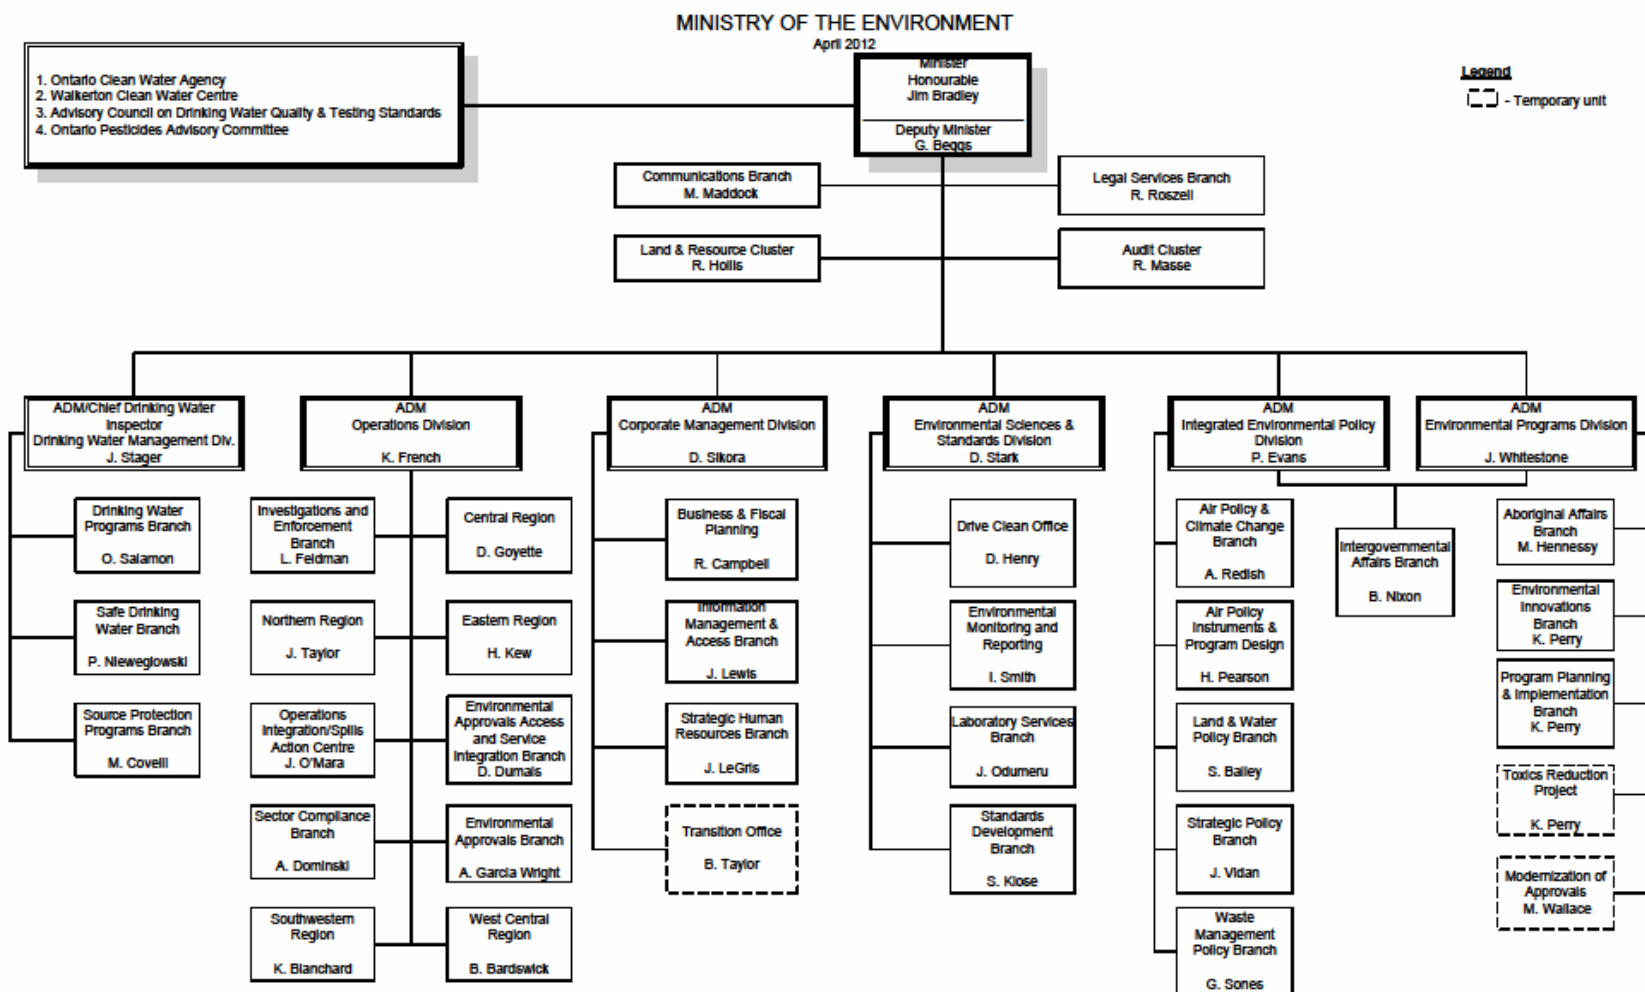 MINISTRY OF THE ENVIRONMENT
April 2012
1. Ontario Clean Water Agency
2. Walkerton Clean Water Centre
3. Advisory Council on Drinking Water Quality & Testing Standards
4. Ontario Pesticides Advisory Committee
Minister
Honourable
Jim Bradley
Deputy Minister
G. Beggs
Legend
- Temporary unit
Communications Branch
M. Maddock
Legal Services Branch
R. Roszell
Land & Resource Cluster
R. Hollis
Audit Cluster
R. Masse
ADM/Chief Drinking Water
Inspector
Drinking Water Management Div.
J. Stager
ADM
Operations Division
K. French
ADM
Corporate Management Division
D. Sikora
ADM
Environmental Sciences &
Standards Division
D. Stark
ADM
Integrated Environmental Policy
Division
P. Evans
ADM
Environmental Programs Division
J. Whitestone
Drinking Water
Programs Branch
O. Salamon
Safe Drinking
Water Branch
P. Nieweglowski
Source Protection
Programs Branch
M. Covelli
Investigations and
Enforcement
Branch
L. Feldman
Central Region
D. Goyette
Northern Region
J. Taylor
Eastern Region
H. Kew
Operations
Integration/Spills
Action Centre
J. O'Mara
Environmental
Approvals Access
and Service
Integration Branch
D. Dumais
Sector Compliance
Branch
A. Dominski
Environmental
Approvals Branch
A. Garcia Wright
Southwestern
Region
K. Blanchard
West Central
Region
B. Bardswick
Business & Fiscal
Planning
R. Campbell
Information
Management &
Access Branch
J. Lewis
Strategic Human
Resources Branch
J. LeGris
Transition Office
B. Taylor
Drive Clean Office
D. Henry
Environmental
Monitoring and
Reporting
I. Smith
Laboratory Services
Branch
J. Odumeru
Standards
Development
Branch
S. Klose
Air Policy &
Climate Change
Branch
A. Redish
Air Policy
Instruments &
Program Design
H. Pearson
Land & Water
Policy Branch
S. Bailey
Strategic Policy
Branch
J. Vidan
Waste
Management
Policy Branch
G. Sones
Intergovernmental
Affairs Branch
B. Nixon
Aboriginal Affairs
Branch
M. Hennessy
Environmental
Innovations
Branch
K. Perry
Program Planning
& Implementation
Branch
K. Perry
Toxics Reduction
Project
K. Perry
Modernization of
Approvals
M. Wallace